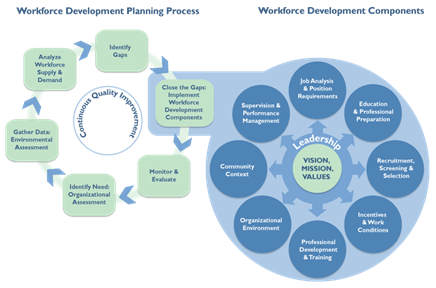 Workforce Development Planning Process
Workforce Development Components
Identify
Gaps
Analyze
Workforce
Supply &
Demand
Close the Gaps:
Implement
Workforce
Development
Components
Continuous Quality Improvement
Gather Data:
Environmental
Assessment
Identify Need:
Organizational
Assessment
Monitor &
Evaluate
Job Analysis
& Position
Requirements
Supervision &
Performance
Management
Education
& Professional
Preparation
Leadership
VISION,
MISSION,
VALUES
Community
Context
Recruitment,
Screening &
Selection
Organizational
Environment
Incentives
& Work
Conditions
Professional
Development
& Training